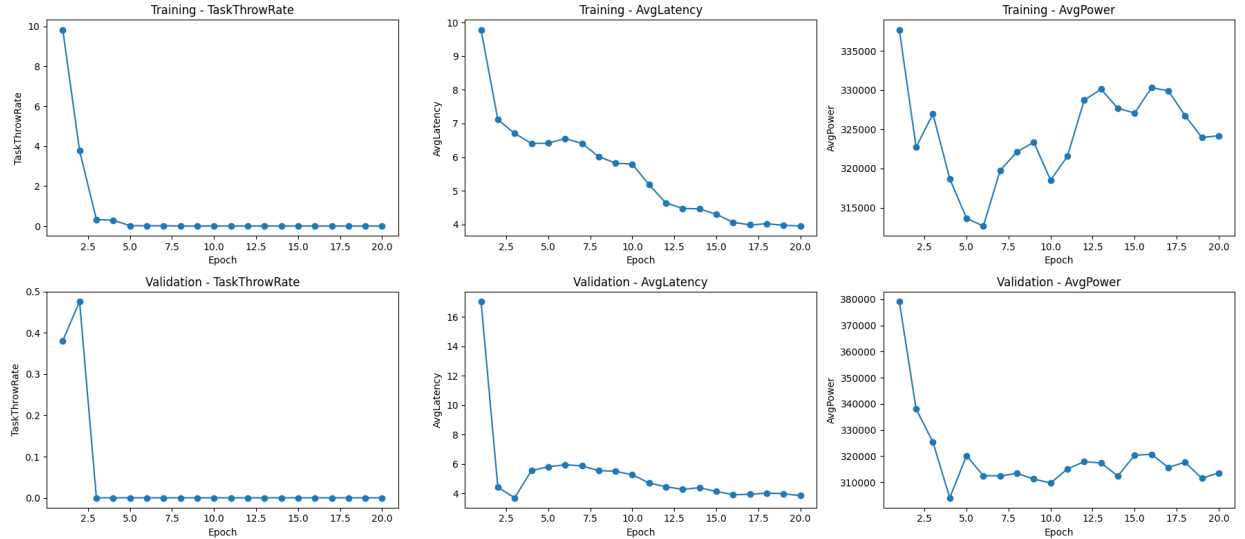 Training - TaskThrowRate
10
8
6
4
2
0
TaskThrowRate
2.5 5.0 7.5 10.0 12.5 15.0 17.5 20.0
Epoch
Training - AvgLatency
10
9
8
7
6
5
4
AvgLatency
2.5 5.0 7.5 10.0 12.5 15.0 17.5 20.0
Epoch
Training - AvgPower
335000
330000
325000
320000
315000
AvgPower
2.5 5.0 7.5 10.0 12.5 15.0 17.5 20.0
Epoch
Validation - TaskThrowRate
0.5
0.4
0.3
0.2
0.1
0.0
TaskThrowRate
2.5 5.0 7.5 10.0 12.5 15.0 17.5 20.0
Epoch
Validation - AvgLatency
16
14
12
10
8
6
4
AvgLatency
2.5 5.0 7.5 10.0 12.5 15.0 17.5 20.0
Epoch
Validation - AvgPower
380000
370000
360000
350000
340000
330000
320000
310000
AvgPower
2.5 5.0 7.5 10.0 12.5 15.0 17.5 20.0
Epoch